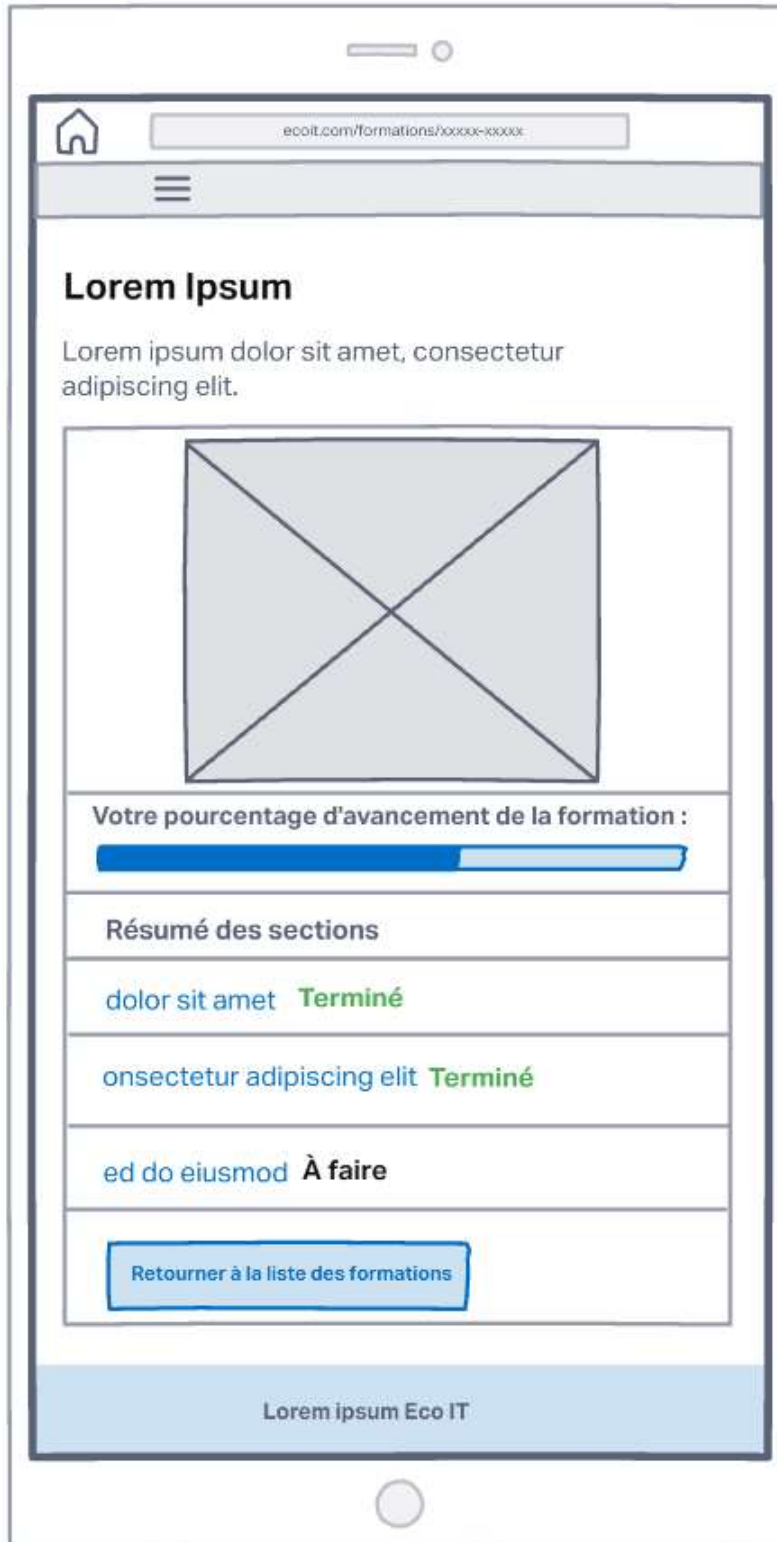 ecoit.com/formations/xxxxx-xxxxx
Lorem Ipsum
Lorem ipsum dolor sit amet, consectetur
adipiscing elit.
Votre pourcentage d'avancement de la formation :
Résumé des sections
dolor sit amet Terminé
onsectetur adipiscing elit Terminé
ed do eiusmod À faire
Retourner à la liste des formations
Lorem ipsum Eco IT